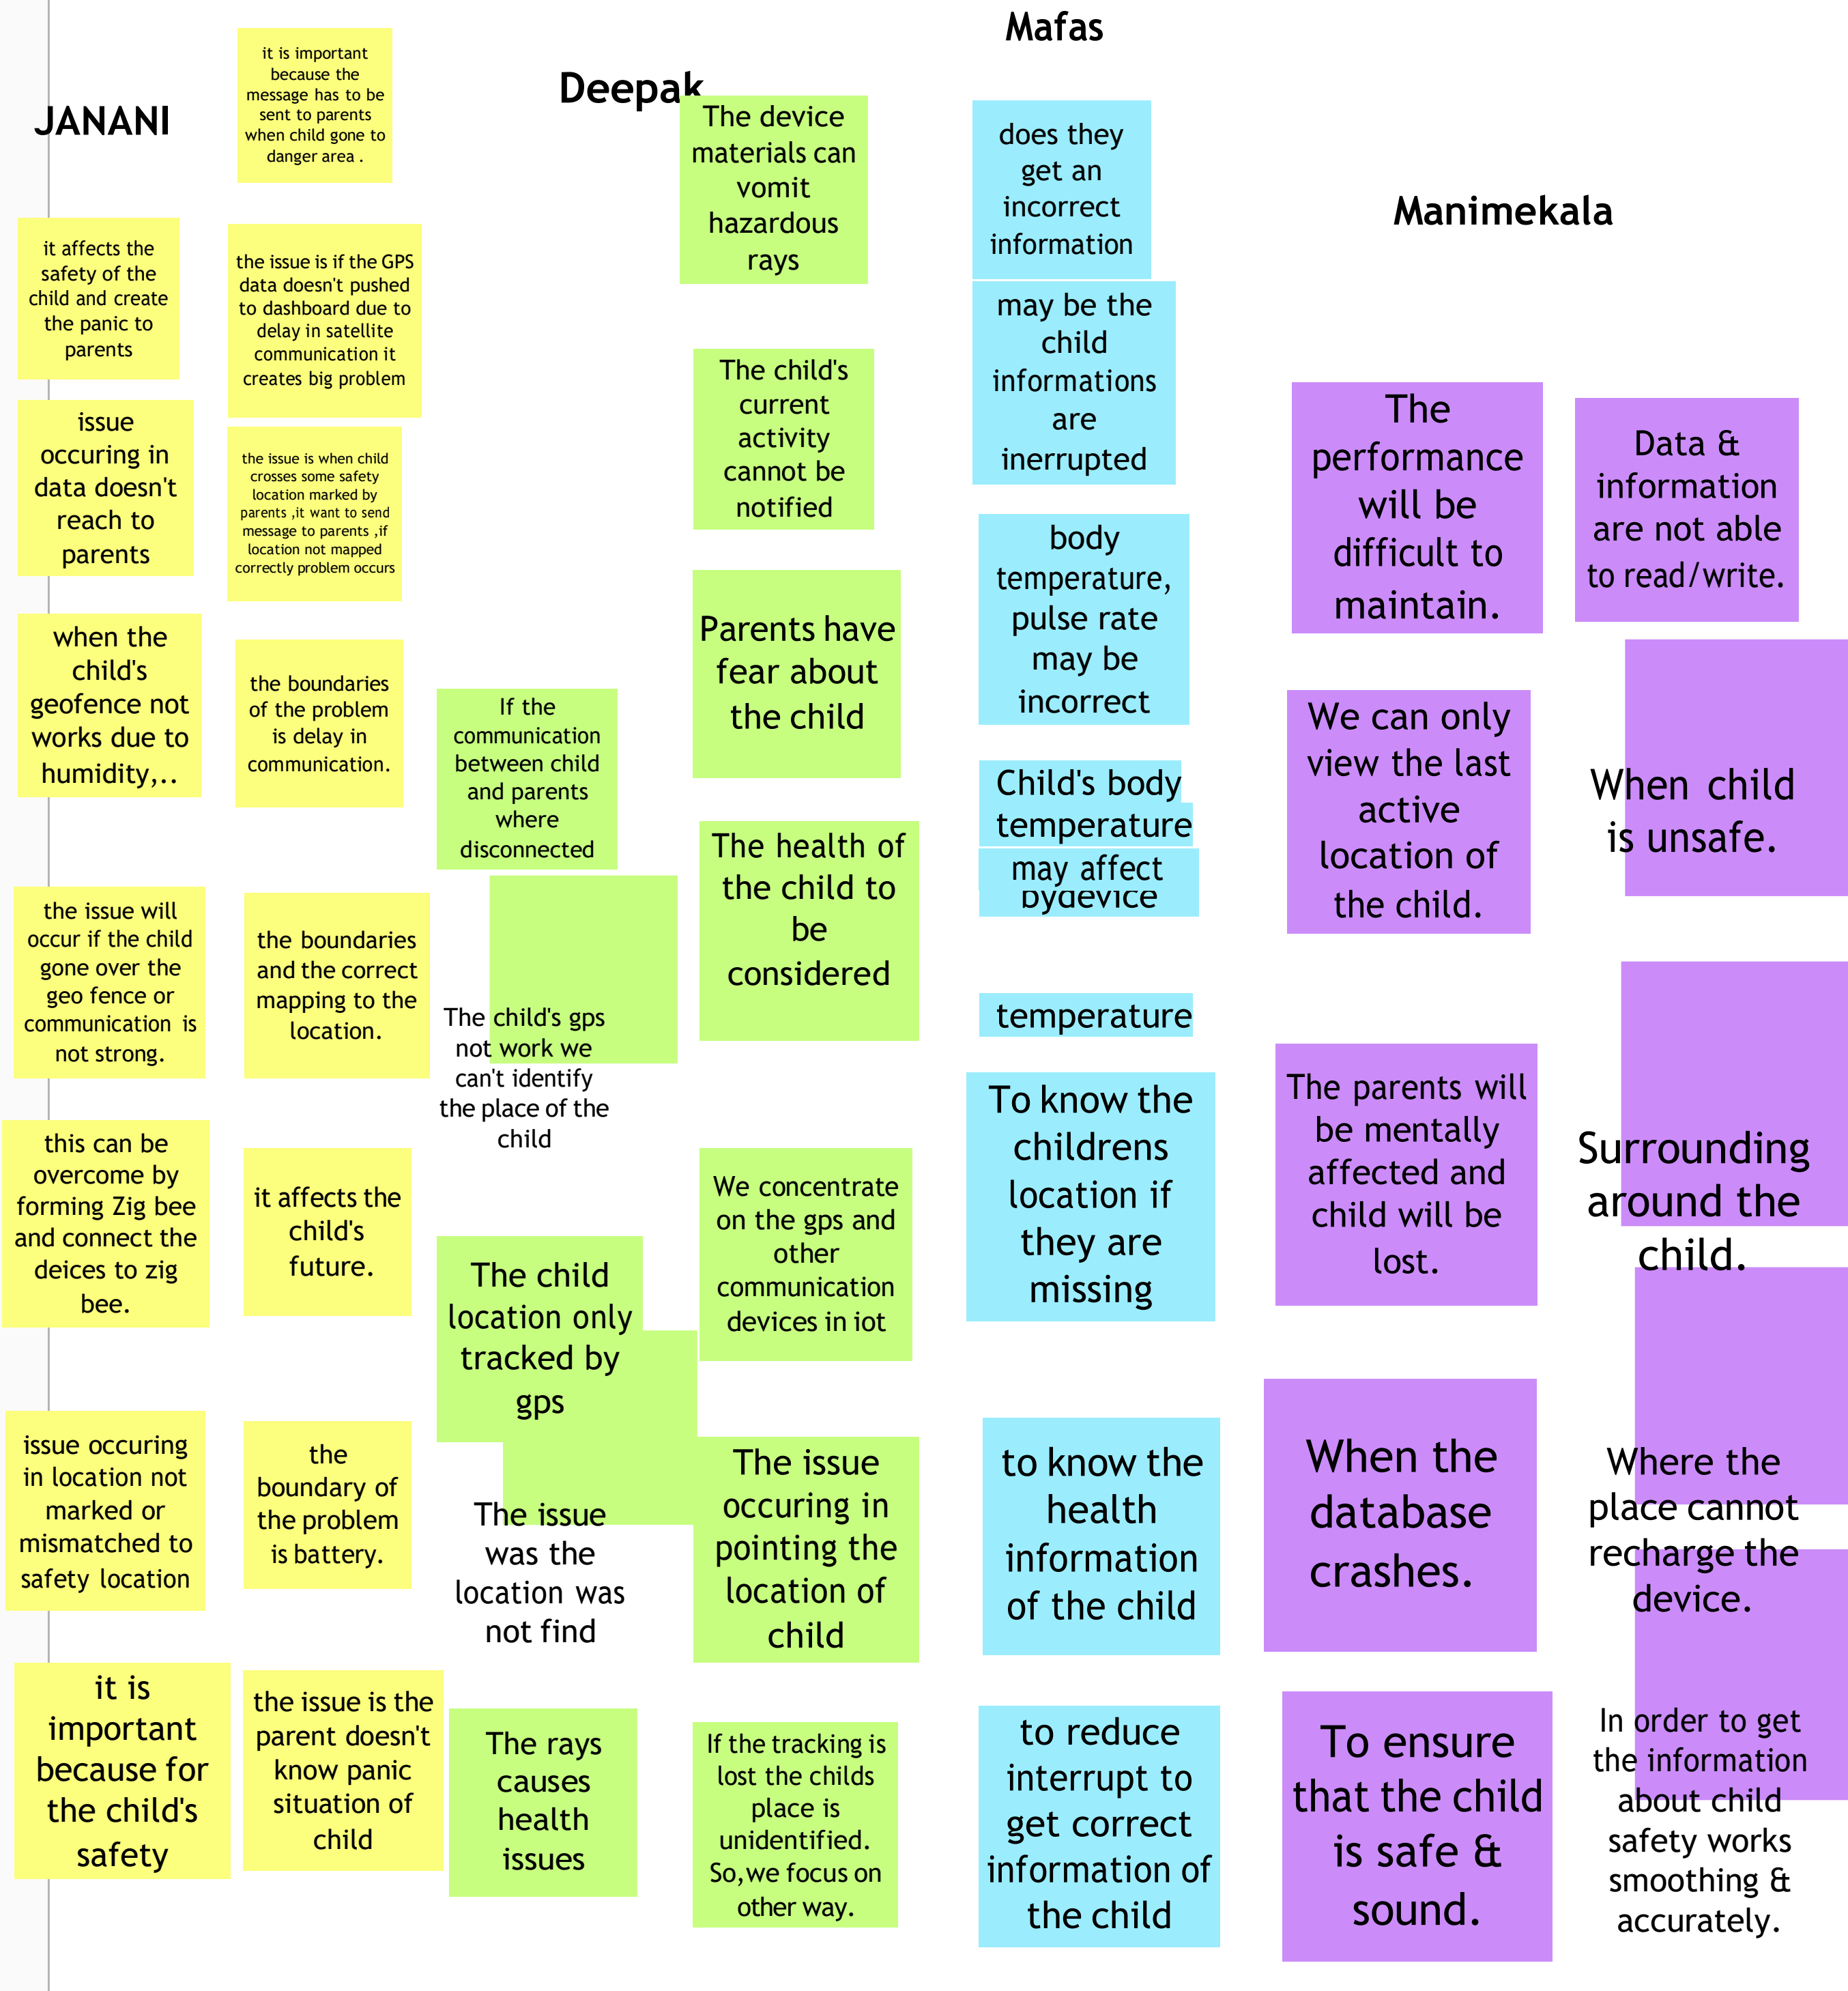 JANANI
it is important
because the
message has to be
sent to parents
when child gone to
danger area .
it affects the
safety of the
child and create
the panic to
parents
the issue is if the GPS
data doesn't pushed
to dashboard due to
delay in satellite
communication it
creates big problem
issue
occuring in
data doesn't
reach to
parents
the issue is when child
crosses some safety
location marked by
parents ,it want to send
message to parents ,if
location not mapped
correctly problem occurs
when the
child's
geofence not
works due to
humidity,..
the boundaries
of the problem
is delay in
communication.
the issue will
occur if the child
gone over the
geo fence or
communication is
not strong.
the boundaries
and the correct
mapping to the
location.
this can be
overcome by
forming Zig bee
and connect the
deices to zig
bee.
it affects the
child's
future.
issue occuring
in location not
marked or
mismatched to
safety location
the
boundary of
the problem
is battery.
it is
important
because for
the child's
safety
the issue is the
parent doesn't
know panic
situation of
child
Deepak
The device
materials can
vomit
hazardous
rays
The child's
current
activity
cannot be
notified
Parents have
fear about
the child
If the
communication
between child
and parents
where
disconnected
The health of
the child to
be
considered
The child's gps
not work we
can't identify
the place of the
child
We concentrate
on the gps and
other
communication
devices in iot
The child
location only
tracked by
gps
The issue
occuring in
pointing the
location of
child
The issue
was the
location was
not find
The rays
causes
health
issues
If the tracking is
lost the childs
place is
unidentified.
So,we focus on
other way.
Mafas
does they
get an
incorrect
information
may be the
child
informations
are
inerrupted
body
temperature,
pulse rate
may be
incorrect
Child's body
temperature
may affect
bydevice
temperature
To know the
childrens
location if
they are
missing
to know the
health
information
of the child
to reduce
interrupt to
get correct
information of
the child
Manimekala
The
performance
will be
difficult to
maintain.
Data &
information
are not able
to read/write.
We can only
view the last
active
location of
the child.
When child
is unsafe.
The parents will
be mentally
affected and
child will be
lost.
Surrounding
around the
child.
When the
database
crashes.
Where the
place cannot
recharge the
device.
To ensure
that the child
is safe &
sound.
In order to get
the information
about child
safety works
smoothing &
accurately.